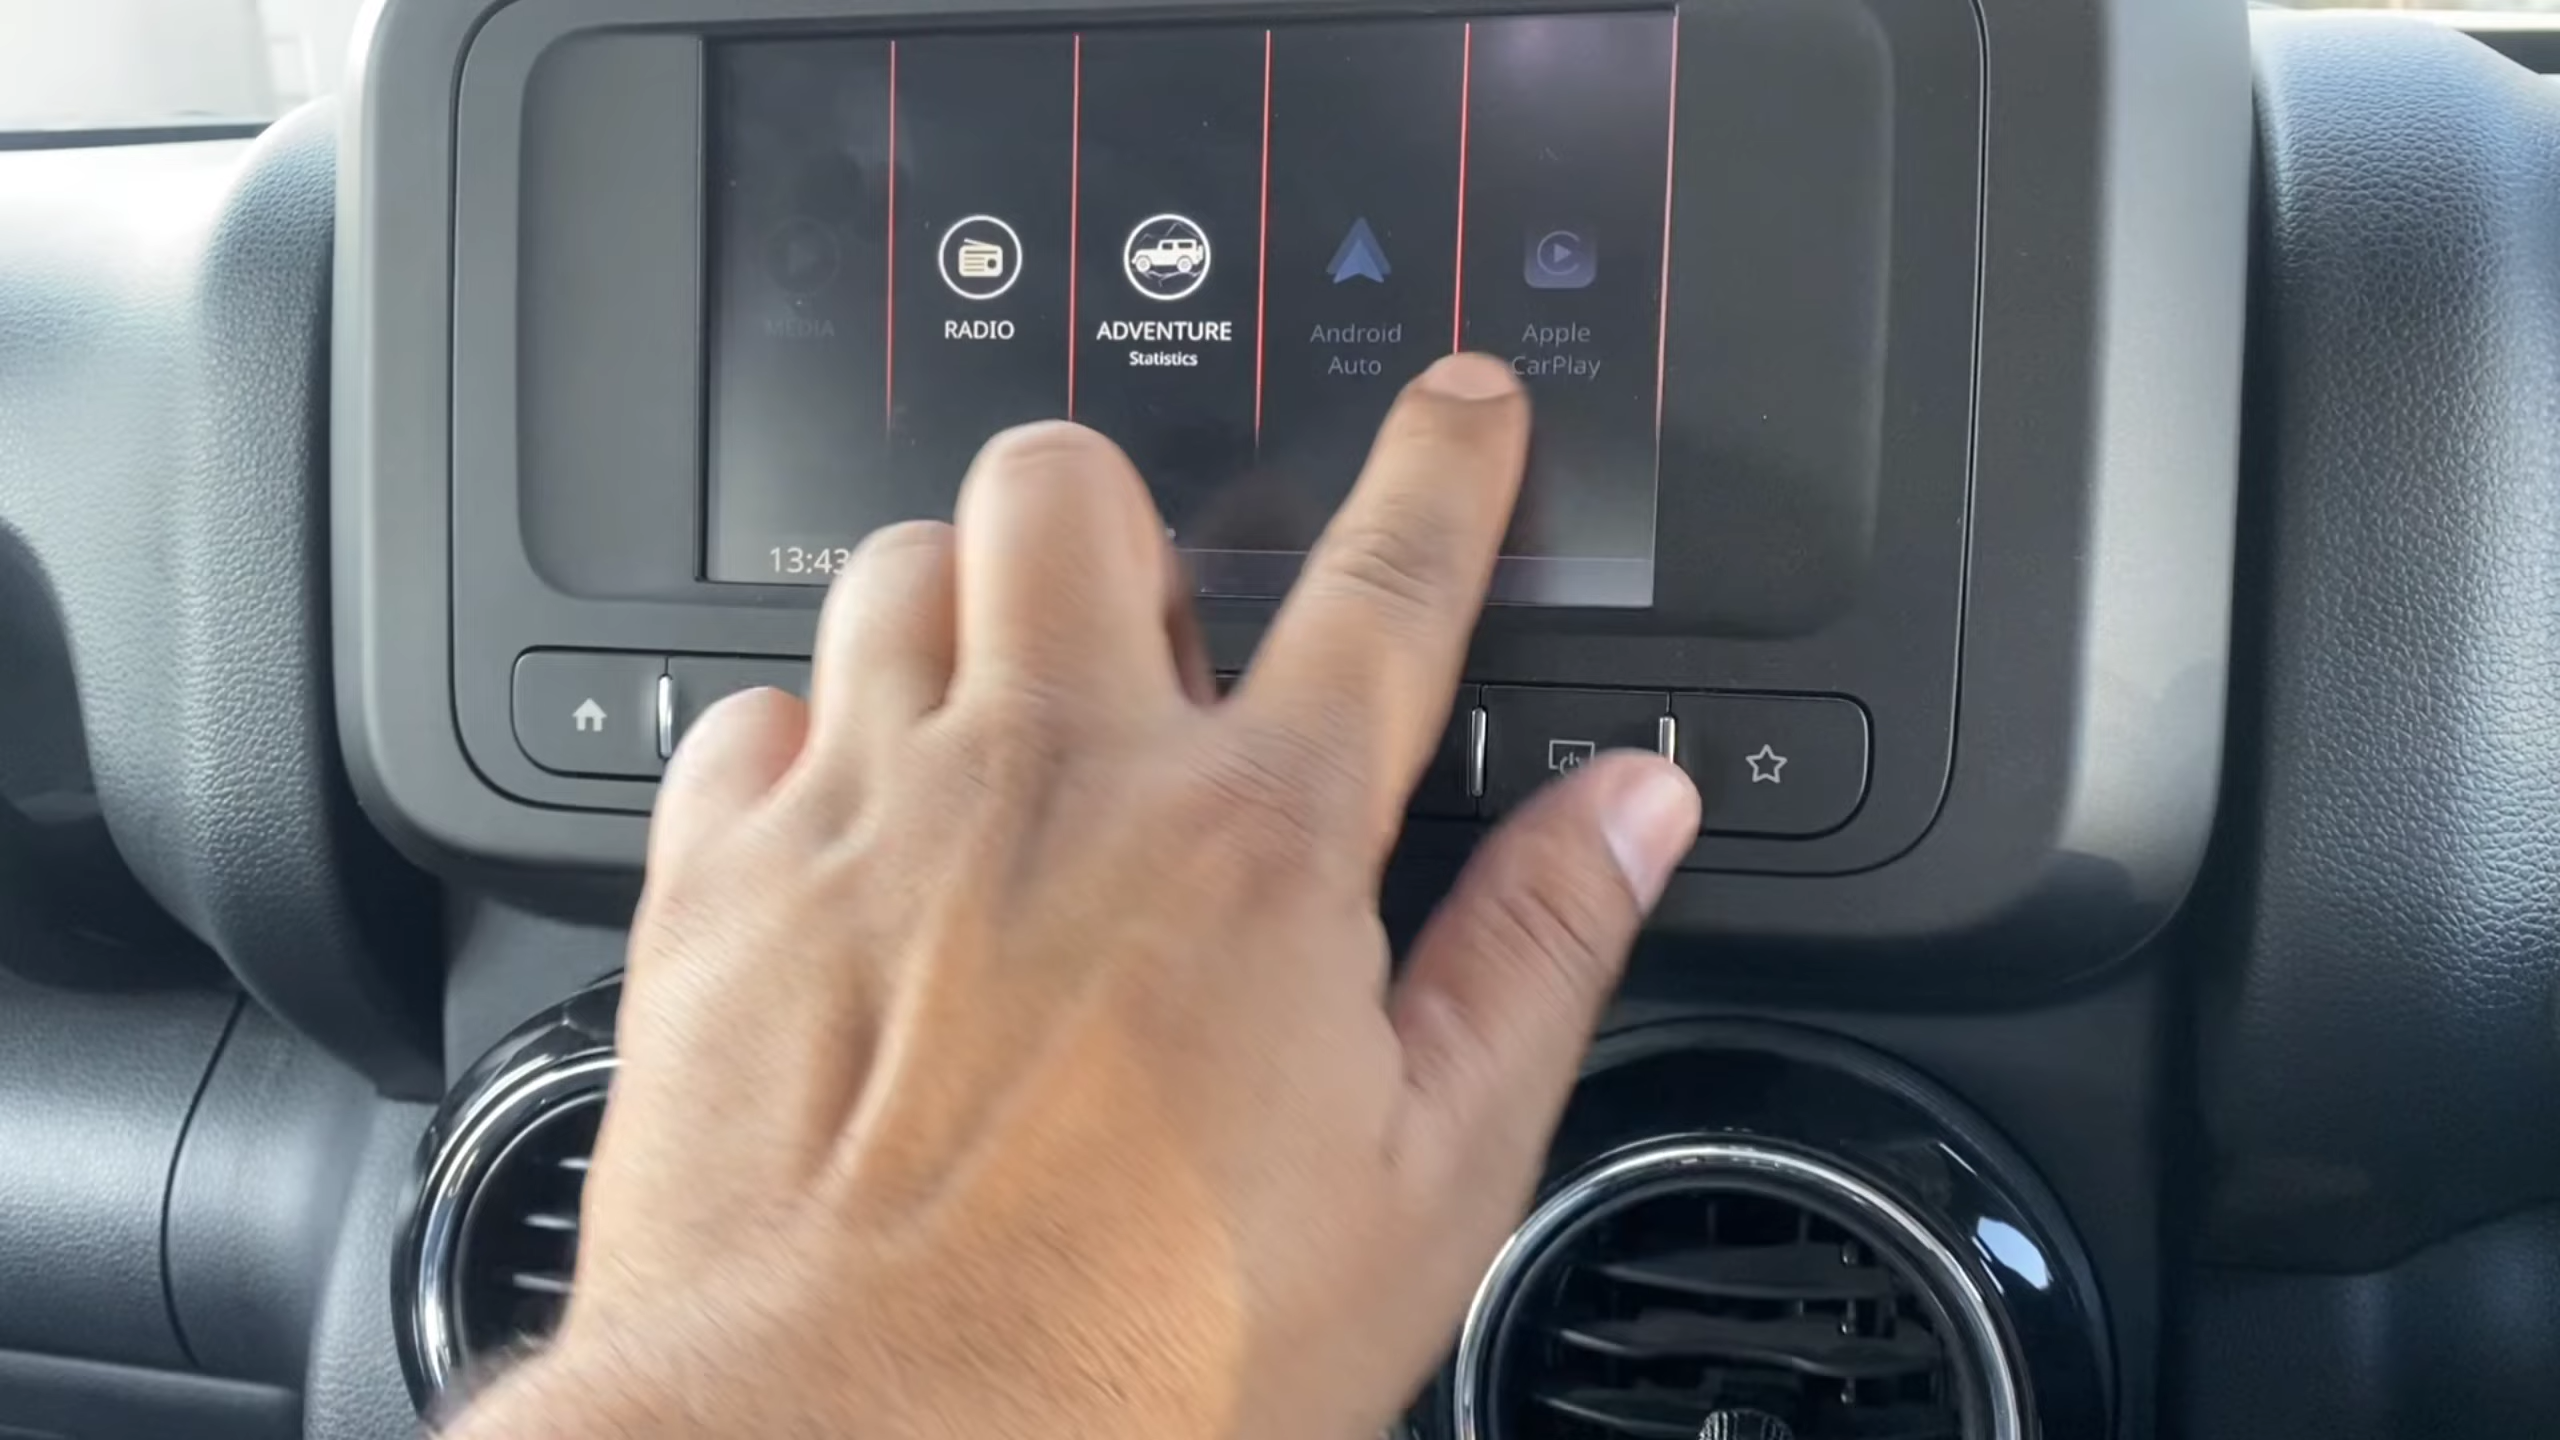 MEDIA
RADIO
ADVENTURE
Statistics
Android
Auto
Apple
CarPlay
13:43